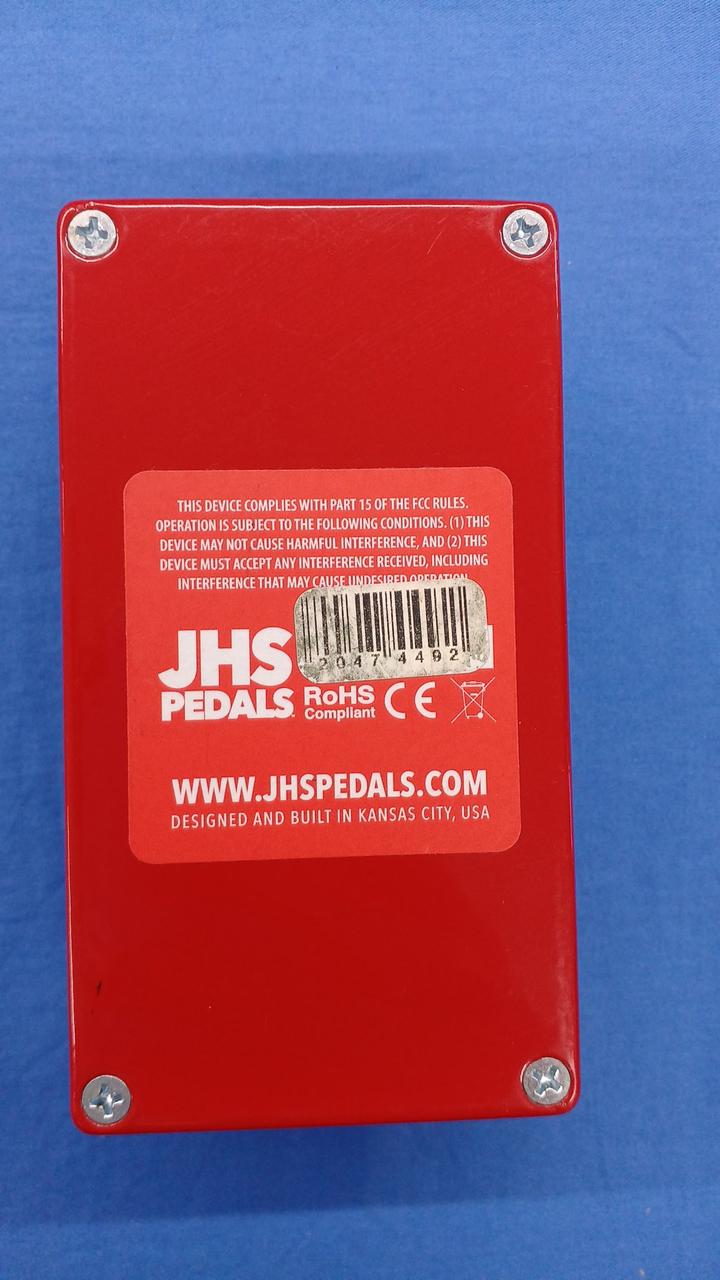 THIS DEVICE COMPLIES WITH PART 15 OF THE FCC RULES.
OPERATION IS SUBJECT TO THE FOLLOWING CONDITIONS. (1) THIS
DEVICE MAY NOT CAUSE HARMFUL INTERFERENCE, AND (2) THIS
DEVICE MUST ACCEPT ANY INTERFERENCE RECEIVED, INCLUDING
INTERFERENCE THAT MAY CAUSE UNDESIRED OPERATION
2047 4492
JHS
PEDALS
RoHS
Compliant
CE
WWW.JHSPEDALS.COM
DESIGNED AND BUILT IN KANSAS CITY, USA